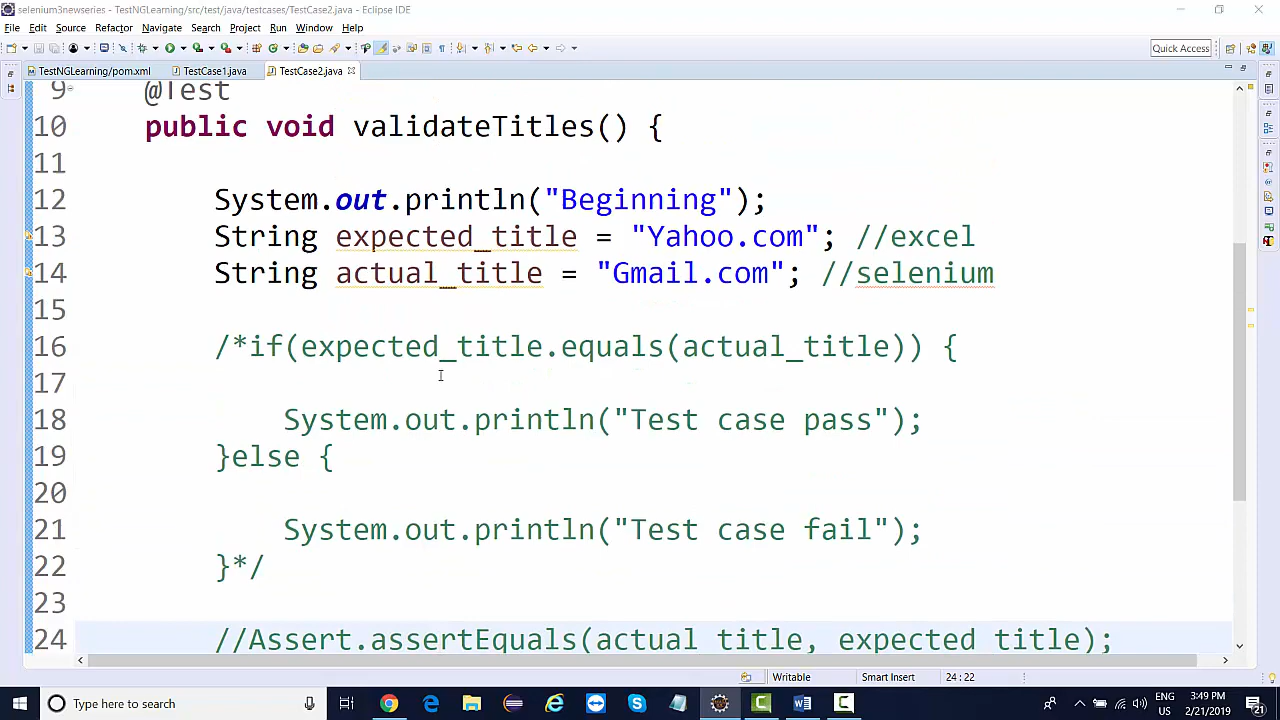 selenium3newseries - TestNGLearning/src/test/java/testcases/TestCase2.java - Eclipse IDE
File Edit Source Refactor Navigate Search Project Run Window Help
Quick Access
TestNGLearning/pom.xml TestCase1.java TestCase2.java
9 @Test
10 public void validateTitles() {
11
12 System.out.println("Beginning");
13 String expected_title = "Yahoo.com"; //excel
14 String actual_title = "Gmail.com"; //selenium
15
16 /*if(expected_title.equals(actual_title)) {
17
18 System.out.println("Test case pass");
19 }else {
20
21 System.out.println("Test case fail");
22 }*/
23
24 //Assert.assertEquals(actual_title, expected_title);
Writable Smart Insert 24 : 22
Type here to search
ENG 3:49 PM
US 2/21/2019
21